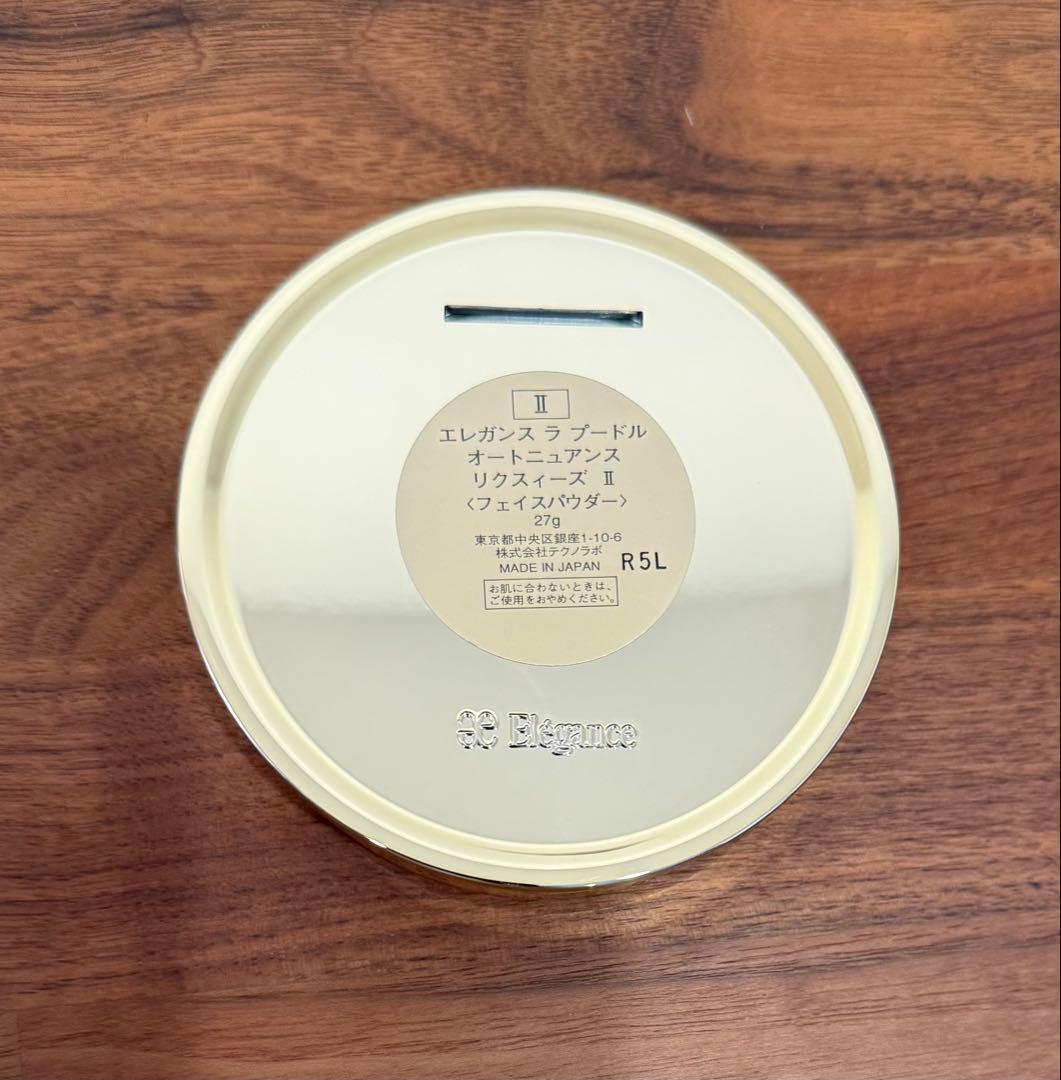 Ⅱ
エレガンス ラ プードル
オートニュアンス
リクスィーズ Ⅱ
〈フェイスパウダー〉
27g
東京都中央区銀座1-10-6
株式会社テクノラボ
MADE IN JAPAN R5L
お肌に合わないときは、
ご使用をおやめください。
Elégance